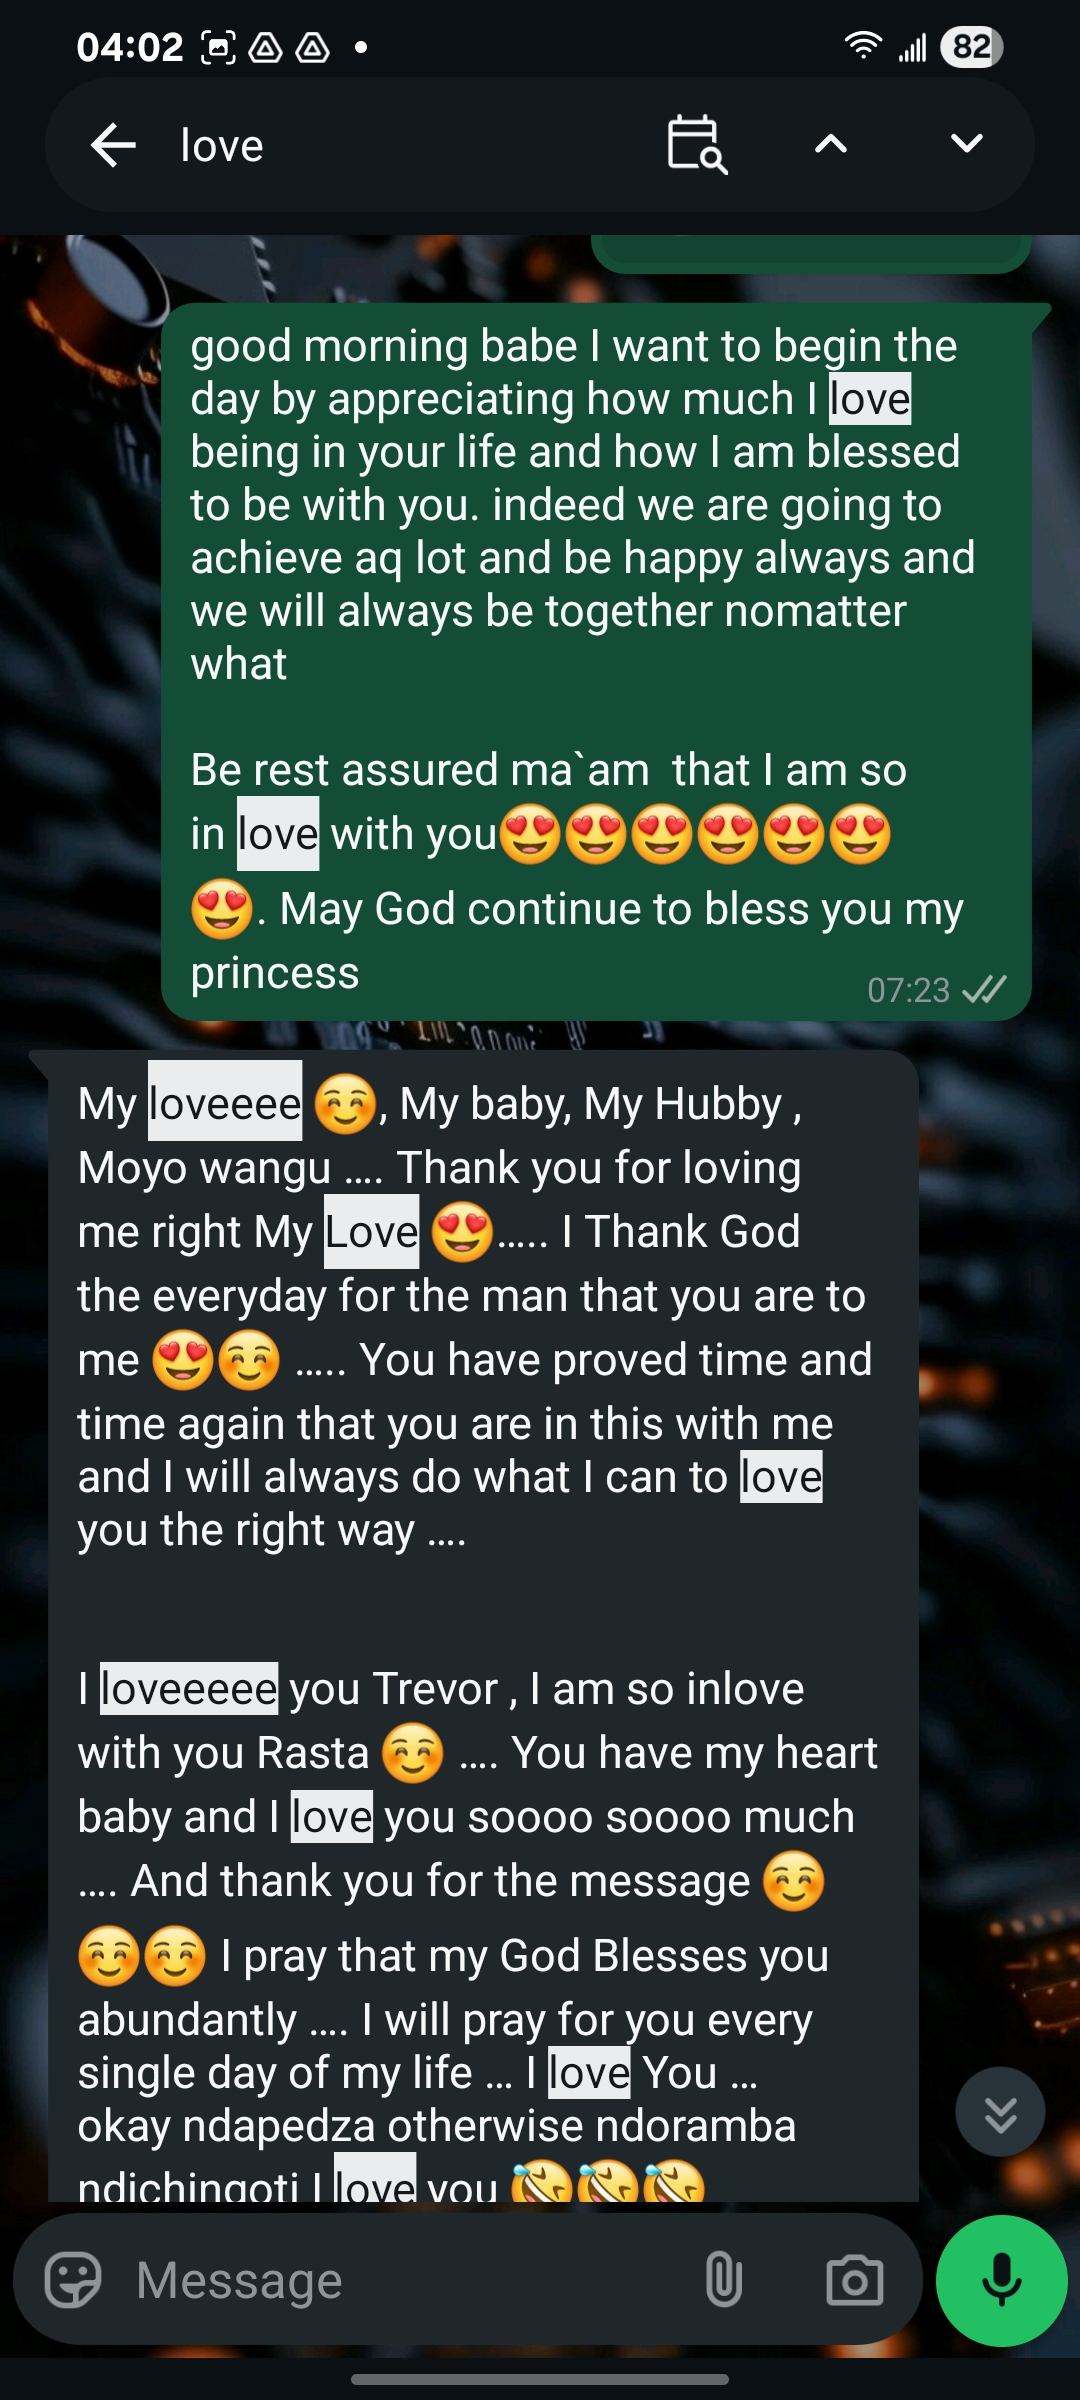 04:02
82
love
good morning babe I want to begin the
day by appreciating how much I love
being in your life and how I am blessed
to be with you. indeed we are going to
achieve aq lot and be happy always and
we will always be together nomatter
what
Be rest assured ma`am  that I am so
in love with you😍😍😍😍😍😍
😍. May God continue to bless you my
princess
07:23
My loveeee ☺️, My baby, My Hubby ,
Moyo wangu .... Thank you for loving
me right My Love 😍..... I Thank God
the everyday for the man that you are to
me 😍☺️ ..... You have proved time and
time again that you are in this with me
and I will always do what I can to love
you the right way ....
I loveeeee you Trevor , I am so inlove
with you Rasta ☺️ .... You have my heart
baby and I love you soooo soooo much
.... And thank you for the message ☺️
☺️☺️ I pray that my God Blesses you
abundantly .... I will pray for you every
single day of my life ... I love You ...
okay ndapedza otherwise ndoramba
ndichingoti I love you 🤣🤣🤣
Message